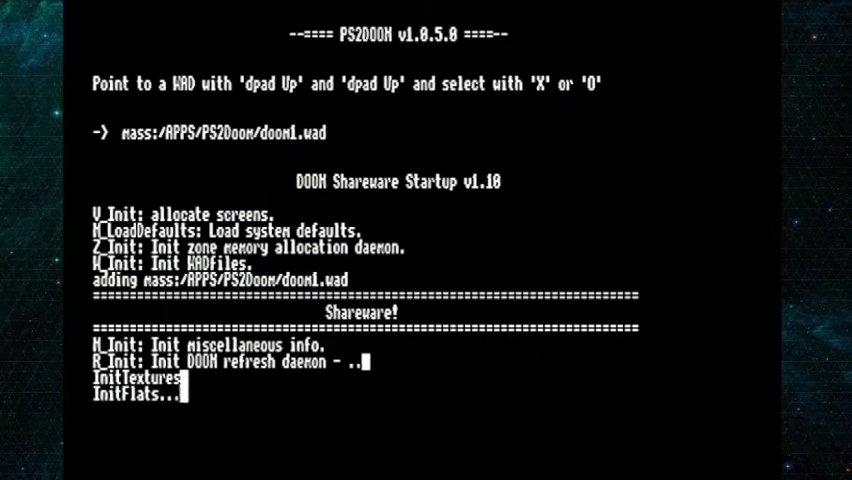 --==== PS2DOOM v1.0.5.0 ====--
Point to a WAD with 'dpad Up' and 'dpad Up' and select with 'X' or 'O'
-> mass:/APPS/PS2Doom/doom1.wad
DOOM Shareware Startup v1.10
V_Init: allocate screens.
M_LoadDefaults: Load system defaults.
Z_Init: Init zone memory allocation daemon.
W_Init: Init WADfiles.
adding mass:/APPS/PS2Doom/doom1.wad
===========================================================================
Shareware!
===========================================================================
M_Init: Init miscellaneous info.
R_Init: Init DOOM refresh daemon - ..
InitTextures
InitFlats...